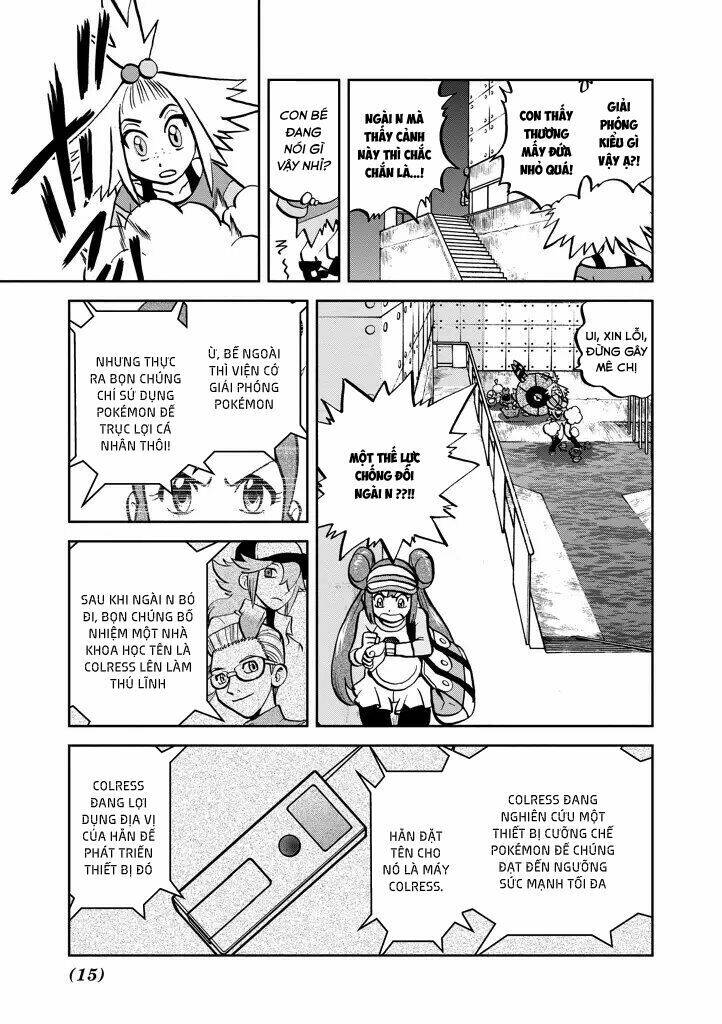 GIẢI
PHÓNG
KIỂU GÌ
VẬY Ạ?!
CON THẤY
THƯƠNG
MẤY ĐỨA
NHỎ QUÁ!
NGÀI N MÀ
THẤY CẢNH
NÀY THÌ CHẮC
CHẮN LÀ...!
CON BÉ
ĐANG
NÓI GÌ
VẬY NHỈ?
UI, XIN LỖI,
ĐỪNG GÂY
MÊ CHỊ
MỘT THẾ LỰC
CHỐNG ĐỐI
NGÀI N ??!!
Ừ, BỀ NGOÀI
THÌ VIỆN CỚ
GIẢI PHÓNG
POKÉMON
NHƯNG THỰC
RA BỌN CHÚNG
CHỈ SỬ DỤNG
POKÉMON ĐỂ
TRỤC LỢI CÁ
NHÂN THÔI!
SAU KHI NGÀI N BỎ
ĐI, BỌN CHÚNG BỔ
NHIỆM MỘT NHÀ
KHOA HỌC TÊN LÀ
COLRESS LÊN LÀM
THỦ LĨNH
COLRESS ĐANG
NGHIÊN CỨU MỘT
THIẾT BỊ CƯỠNG CHẾ
POKÉMON ĐỂ CHÚNG
ĐẠT ĐẾN NGƯỠNG
SỨC MẠNH TỐI ĐA
HẮN ĐẶT
TÊN CHO
NÓ LÀ MÁY
COLRESS.
COLRESS
ĐANG LỢI
DỤNG ĐỊA VỊ
CỦA HẮN ĐỂ
PHÁT TRIỂN
THIẾT BỊ ĐÓ
(15)